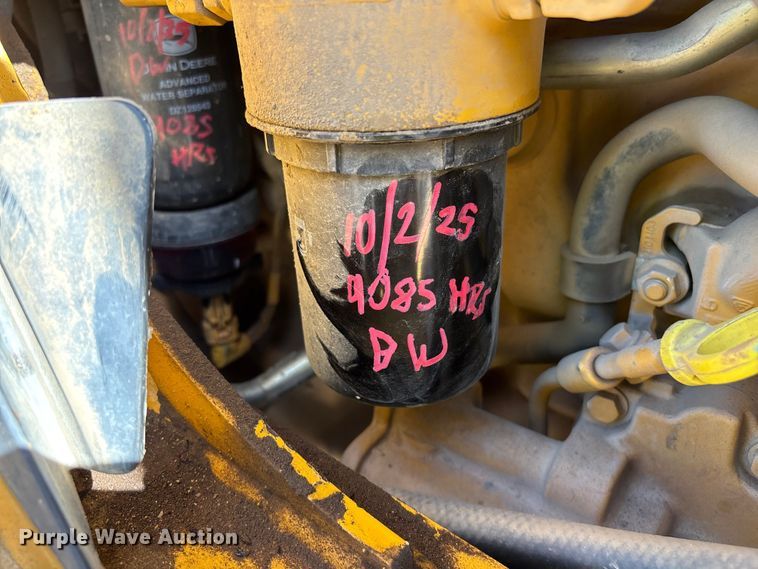 10/2/25
JOHN DEERE
ADVANCED
WATER SEPARATOR
9085
HRS
10/2/25
9085 HRS
DW
Purple Wave Auction